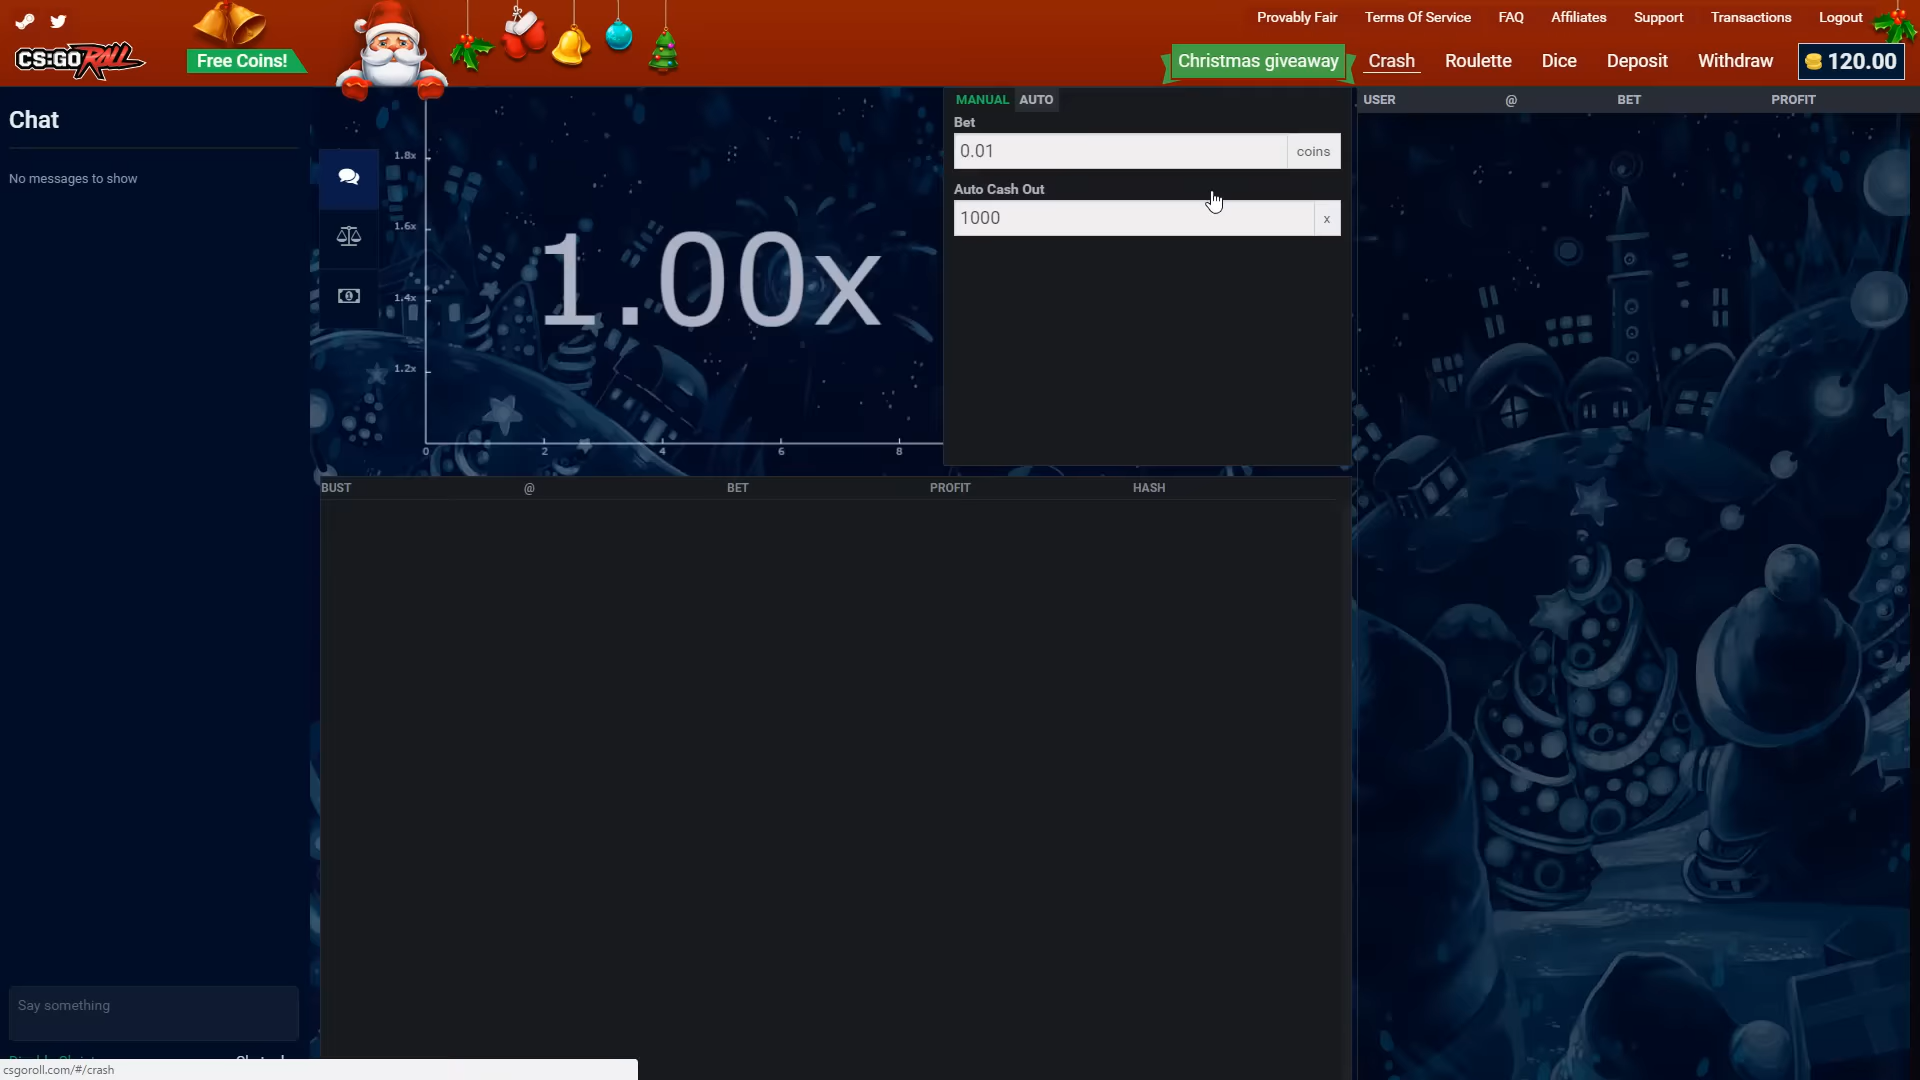 Provably Fair Terms Of Service FAQ Affiliates Support Transactions Logout
CS:GO ROLL
Free Coins!
Christmas giveaway Crash Roulette Dice Deposit Withdraw 120.00
Chat
No messages to show
1.8x
1.6x
1.4x
1.2x
0 2 4 6 8
1.00x
MANUAL AUTO
Bet
0.01 coins
Auto Cash Out
1000 x
USER @ BET PROFIT
BUST @ BET PROFIT HASH
Say something
csgoroll.com/#/crash